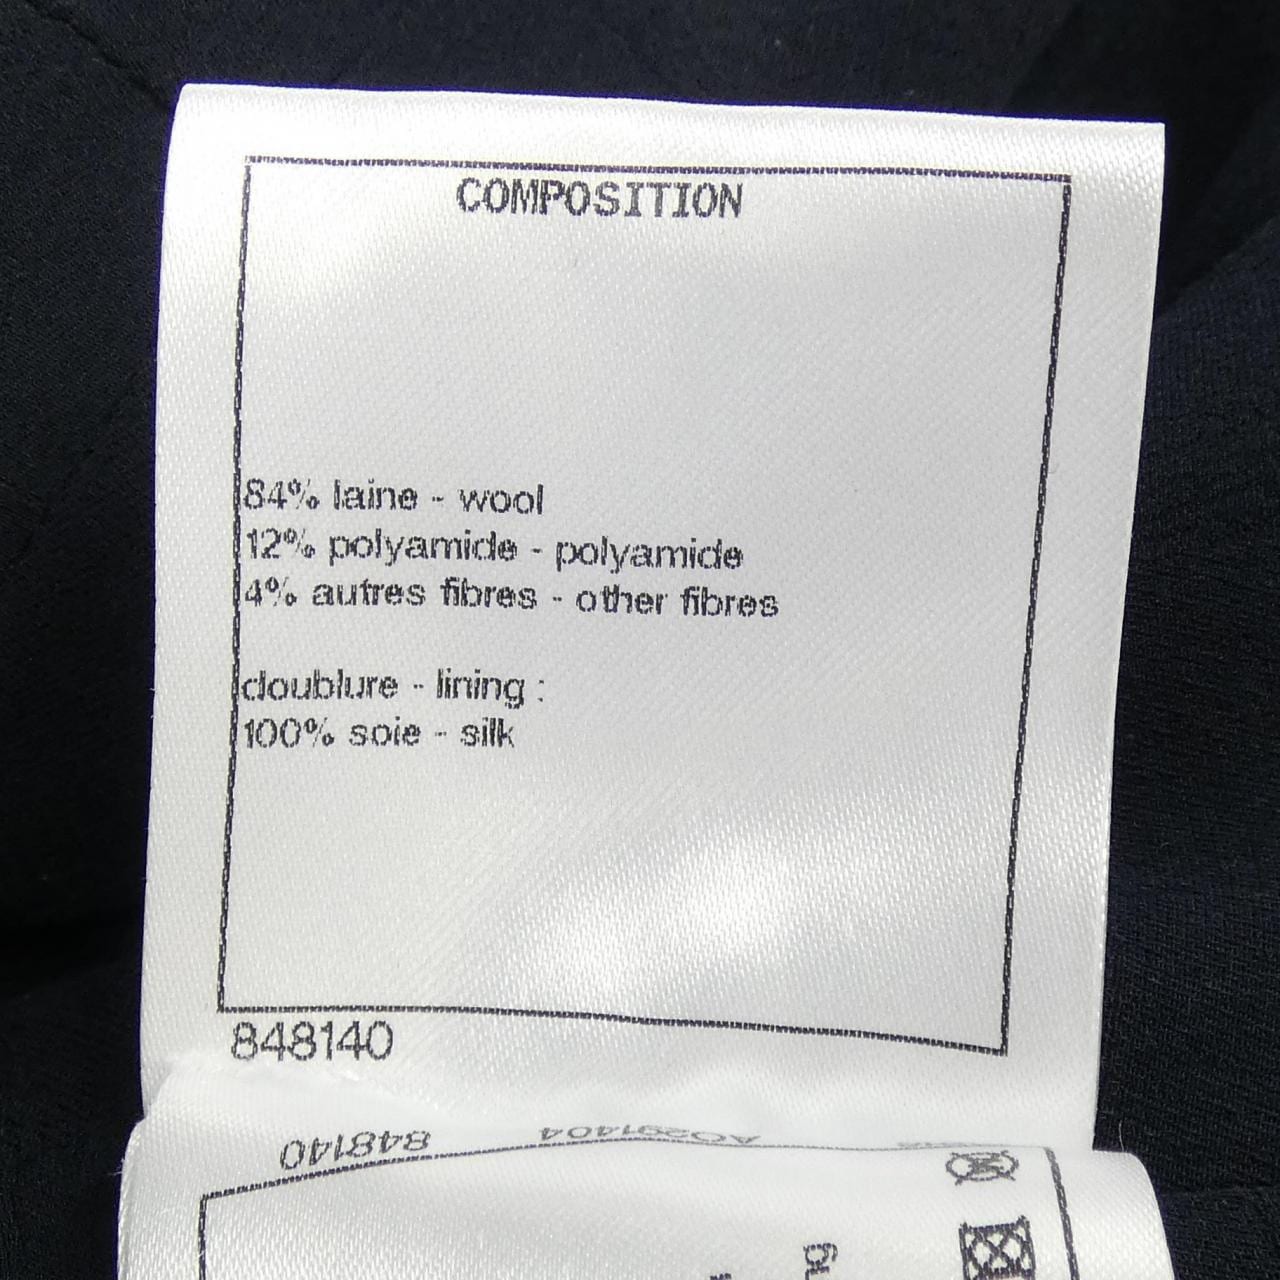 COMPOSITION
84% laine - wool
12% polyamide - polyamide
4% autres fibres - other fibres
doublure - lining :
100% soie - silk
848140
848140 AO291404